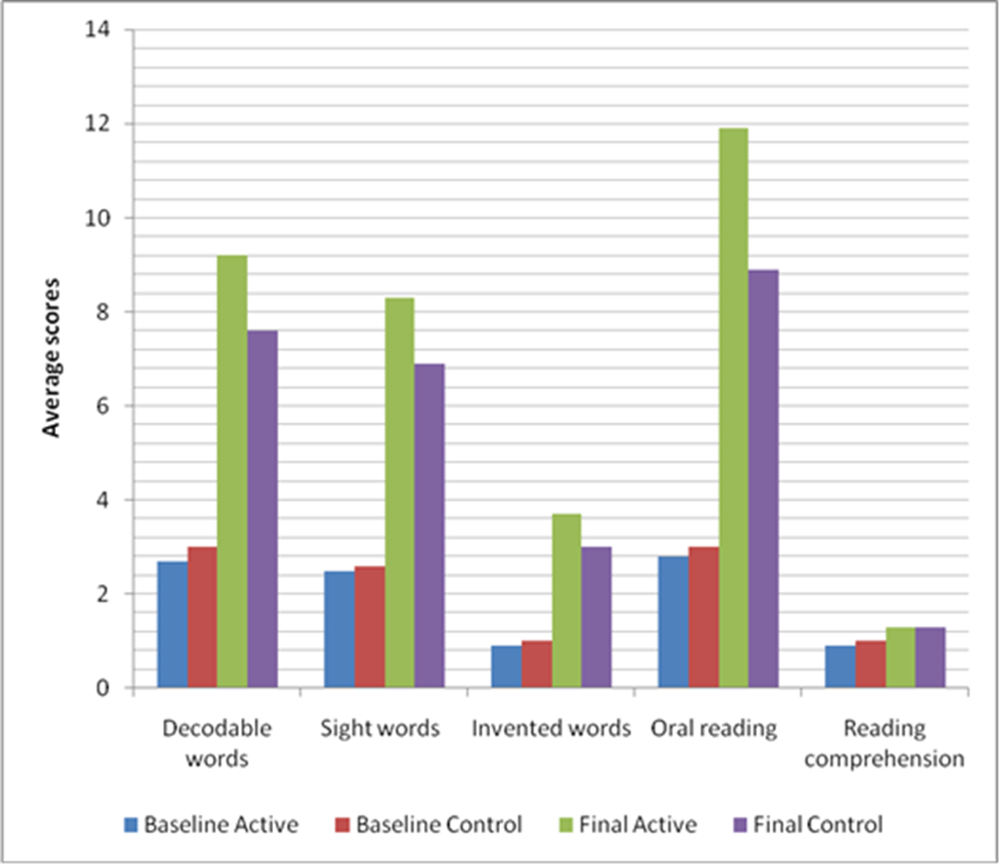 14
12
10
8
6
4
2
0
Average scores
Decodable
words
Sight words
Invented words
Oral reading
Reading
comprehension
Baseline Active
Baseline Control
Final Active
Final Control